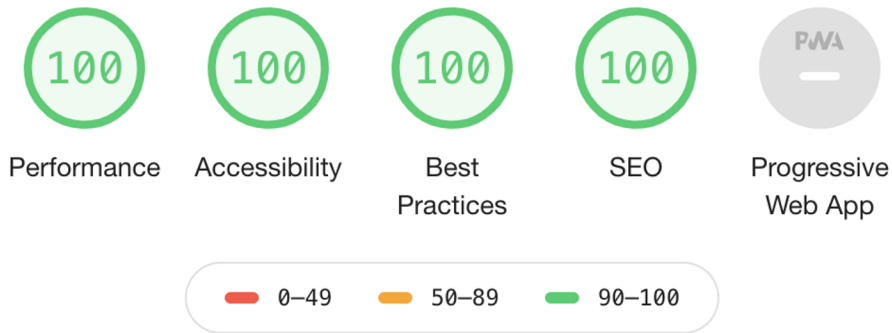 100 100 100 100 PWA
Performance Accessibility Best Practices SEO Progressive Web App
0–49 50–89 90–100